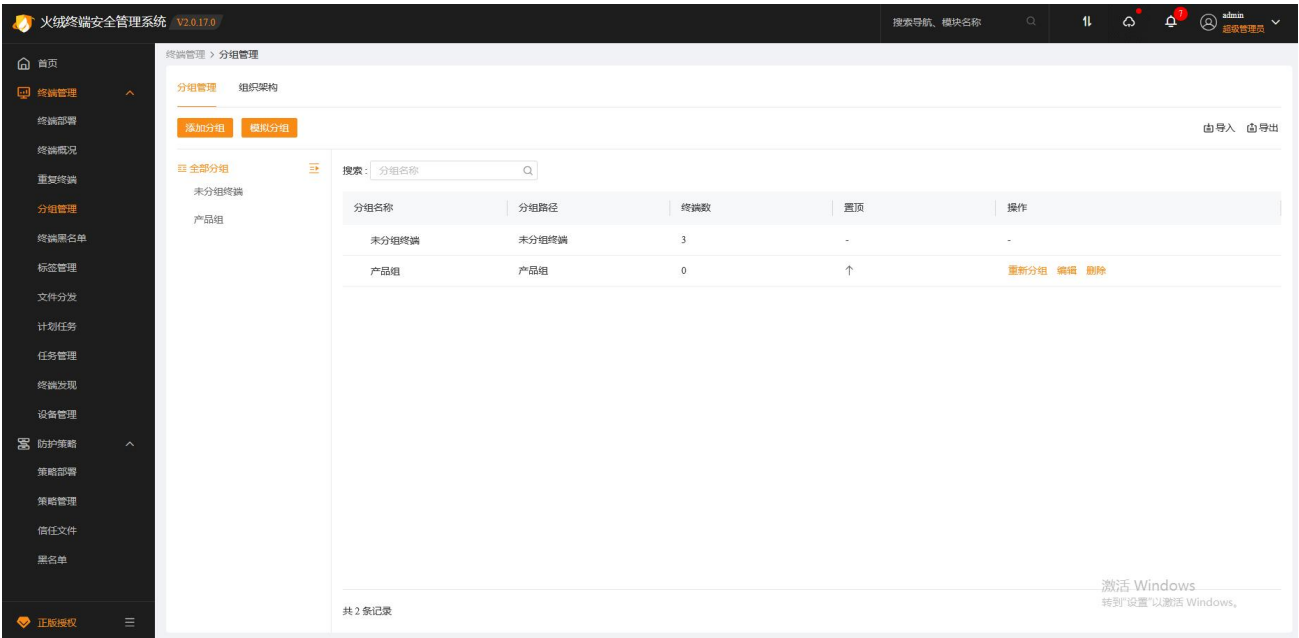 火绒终端安全管理系统 V2.0.17.0 搜索导航、模块名称 7 admin
超级管理员
首页
终端管理
终端部署
终端概况
重复终端
分组管理
终端黑名单
标签管理
文件分发
计划任务
任务管理
终端发现
设备管理
防护策略
策略部署
策略管理
信任文件
黑名单
正版授权
终端管理 > 分组管理
分组管理 组织架构
添加分组 模拟分组 导入 导出
全部分组
未分组终端
产品组
搜索: 分组名称
分组名称 分组路径 终端数 置顶 操作
未分组终端 未分组终端 3 - -
产品组 产品组 0 ↑ 重新分组 编辑 删除
共 2 条记录
激活 Windows
转到"设置"以激活 Windows。